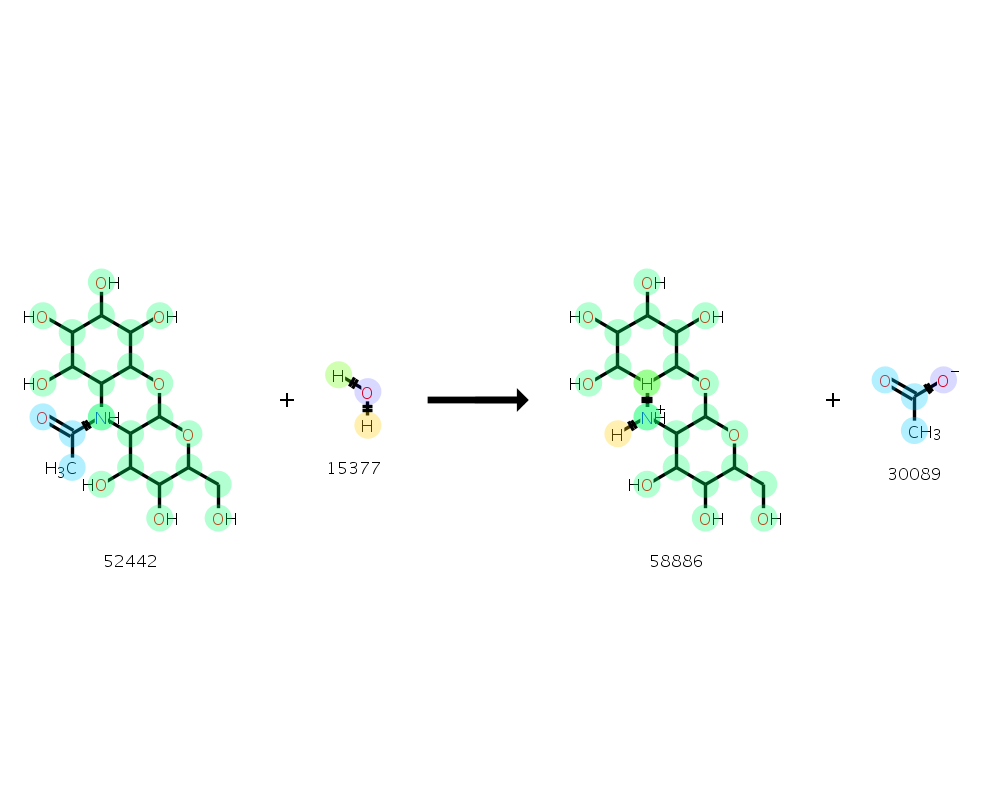 OH
HO OH
HO O
O NH
H3C HO O
OH OH
52442
+
H
O
H
15377
OH
HO OH
HO H O
H NH+ O
HO
OH OH
58886
+
O O−
CH3
30089